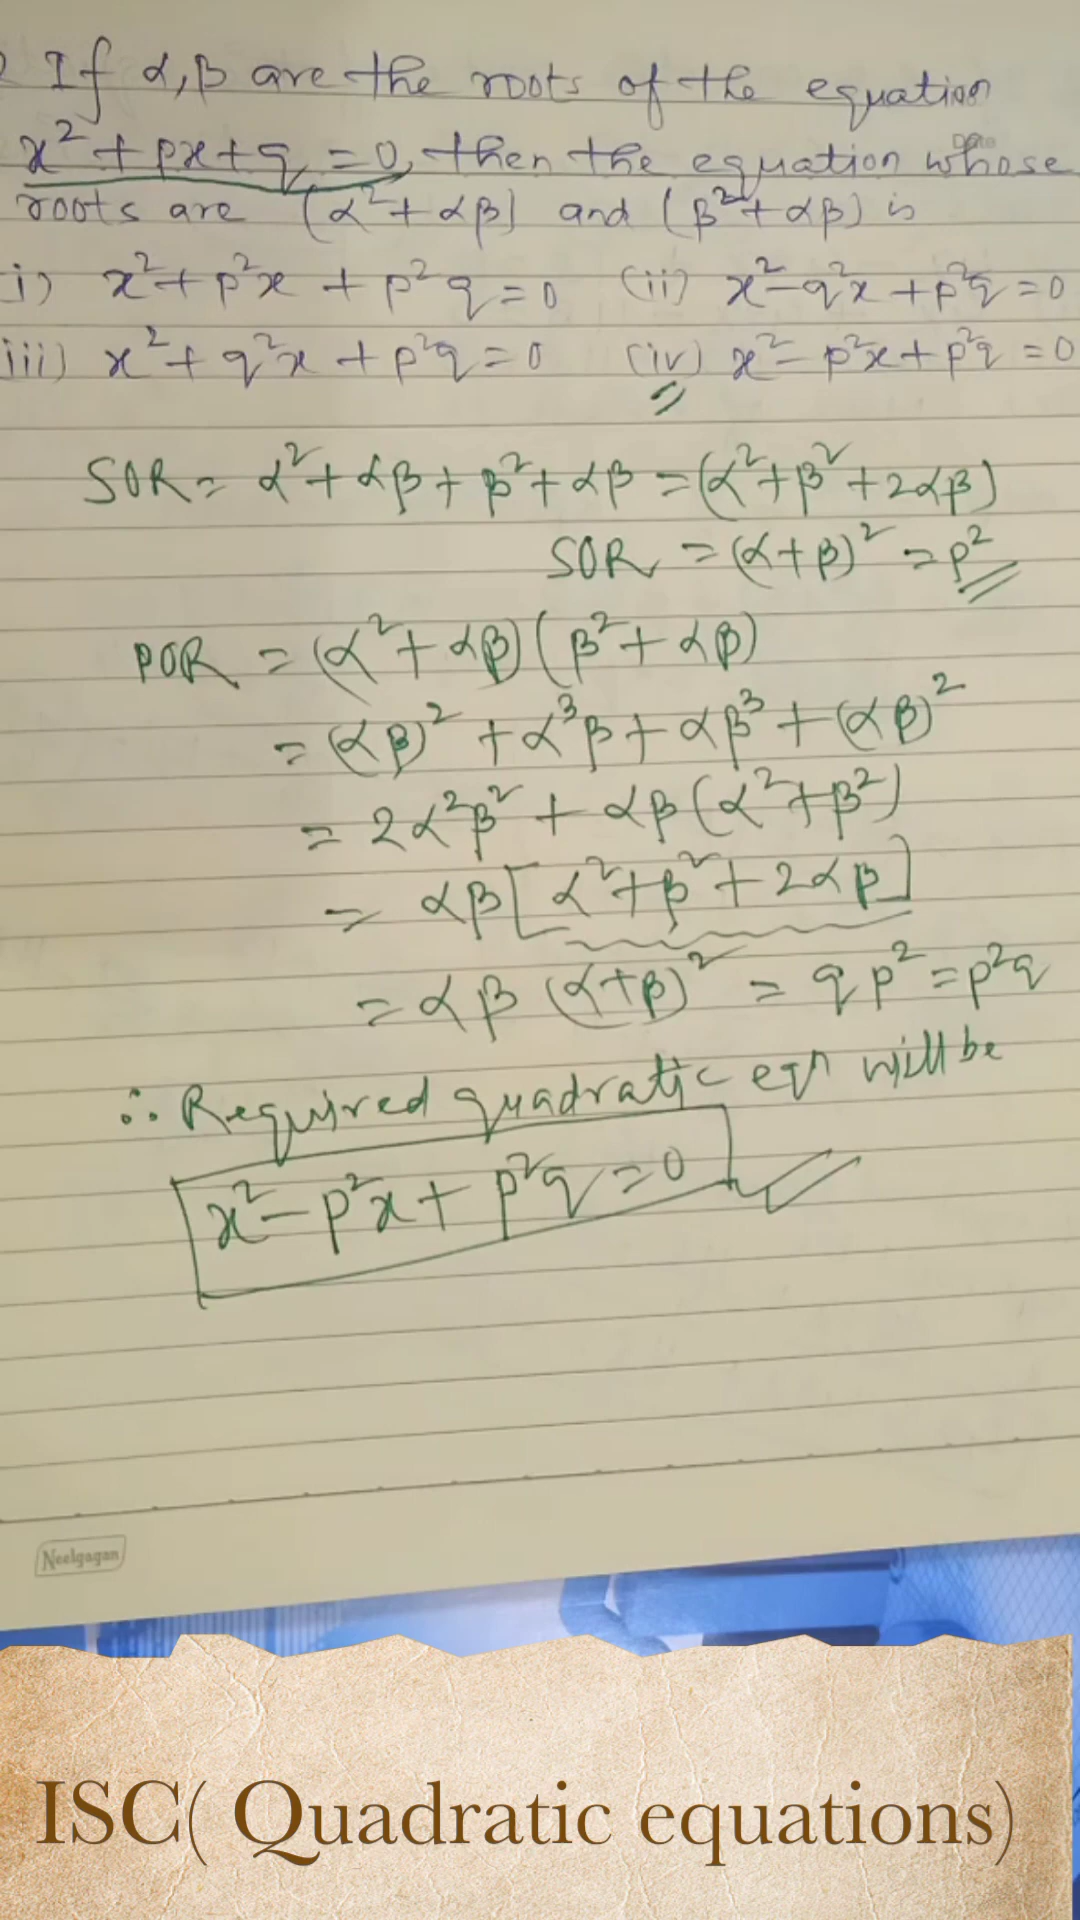 If α, β are the roots of the equation
x² + px + q = 0, then the equation whose
roots are (α² + αβ) and (β² + αβ) is
i) x² + p²x + p²q = 0 (ii) x² - q²x + p²q = 0
iii) x² + q²x + p²q = 0 (iv) x² - p²x + p²q = 0
SOR = α² + αβ + β² + αβ = (α² + β² + 2αβ)
SOR = (α + β)² = p²
POR = (α² + αβ) (β² + αβ)
= (αβ)² + α³β + αβ³ + (αβ)²
= 2α²β² + αβ(α² + β²)
= αβ[α² + β² + 2αβ]
= αβ (α+β)² = qp² = p²q
∴ Required quadratic eqn will be
x² - p²x + p²q = 0
Neelgagan
ISC( Quadratic equations)